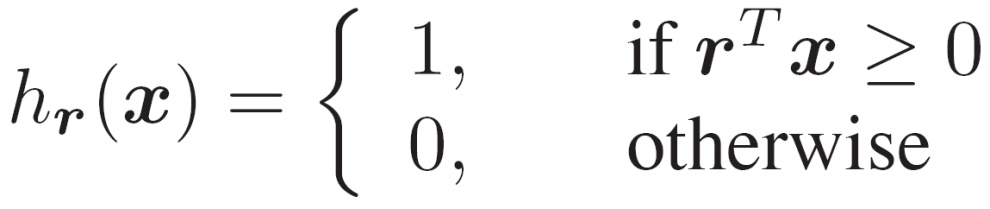 h_r(x) = { 1, if r^T x ≥ 0
0, otherwise